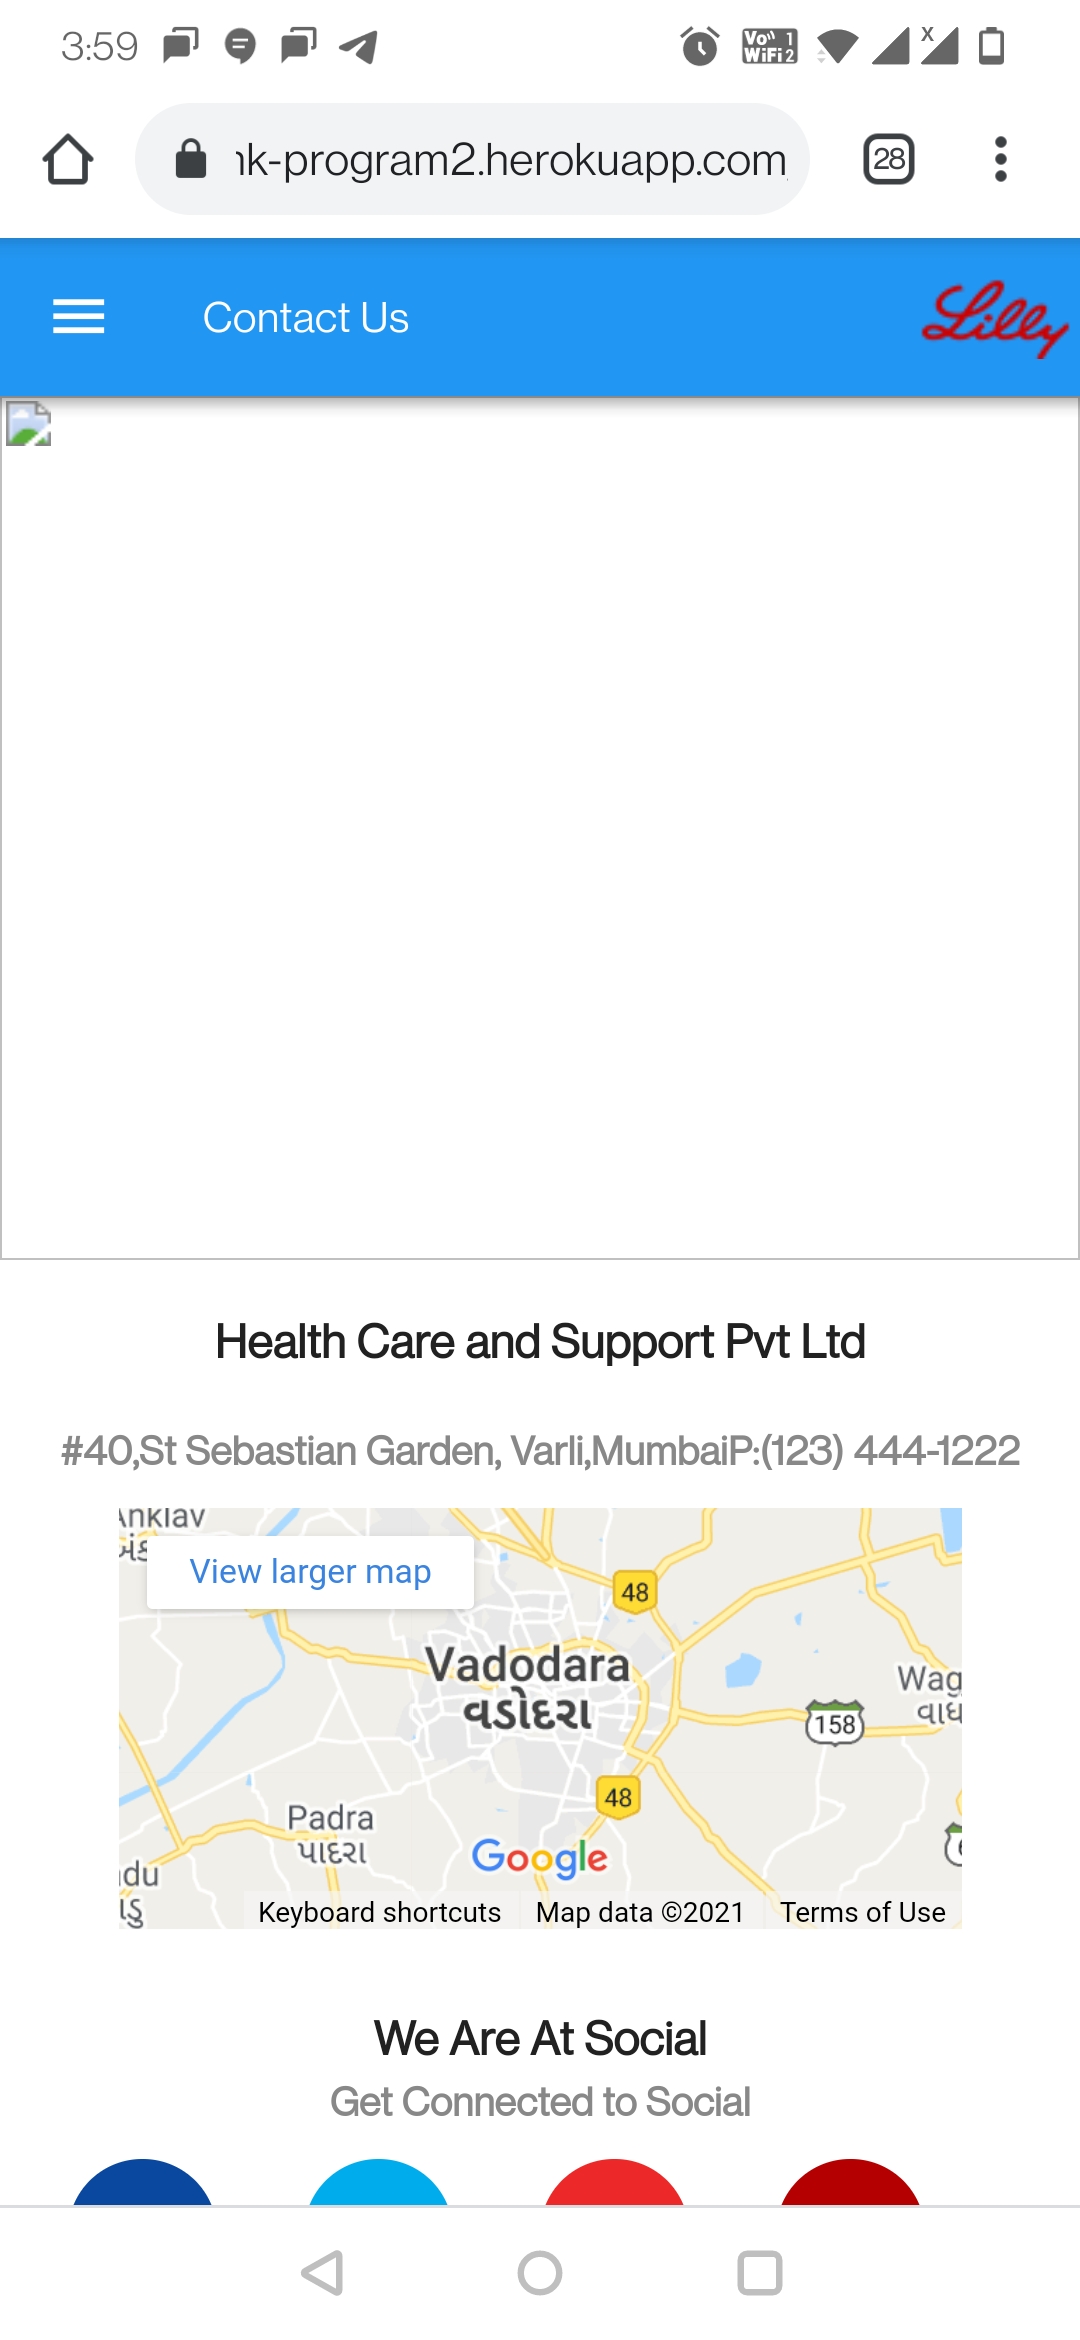 3:59
Vo)) 1
WiFi 2
x
nk-program2.herokuapp.com
28
Contact Us
Lilly
Health Care and Support Pvt Ltd
#40,St Sebastian Garden, Varli,MumbaiP:(123) 444-1222
Anklav
View larger map
48
Vadodara
વડોદરા
Wag
વાઘ
158
48
Padra
પાદરા
Google
du
ડુ
Keyboard shortcuts
Map data ©2021
Terms of Use
We Are At Social
Get Connected to Social